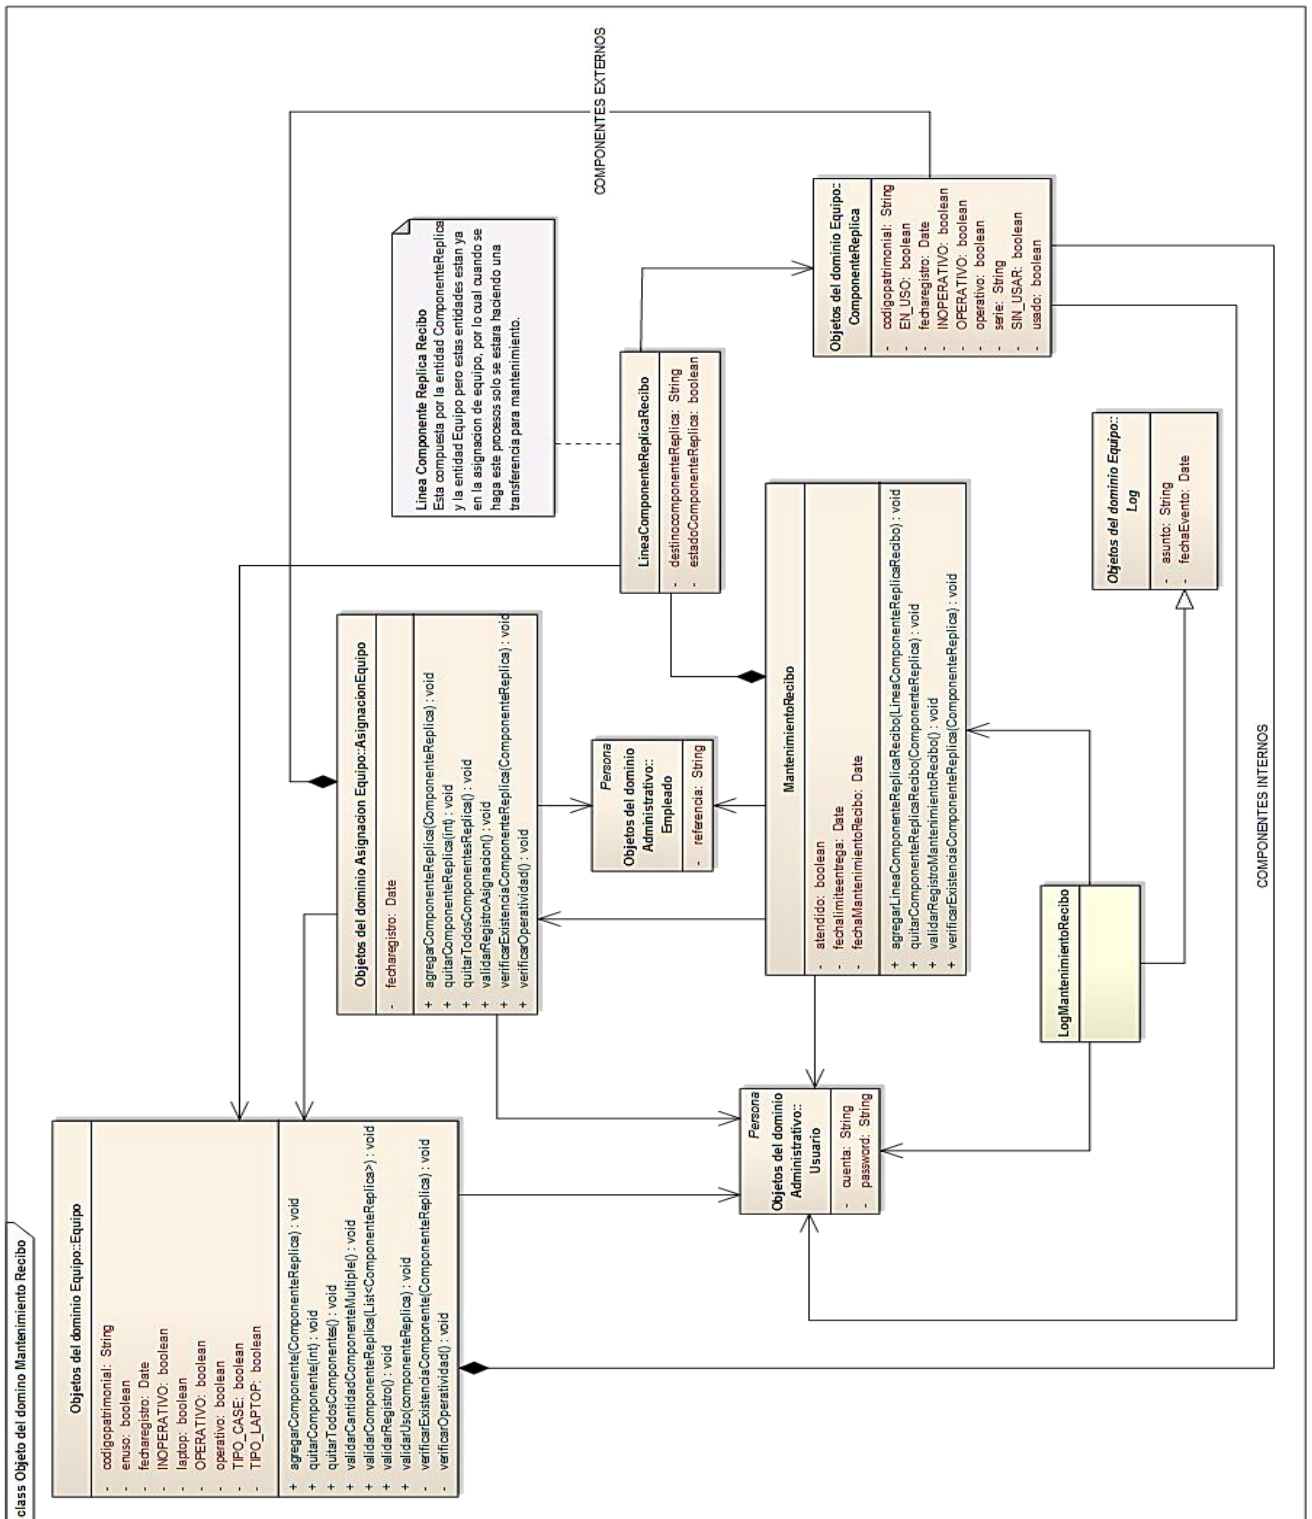 class Objeto del domino Mantenimiento Recibo
Objetos del dominio Equipo::Equipo
- codigopatrimonial: String
- enuso: boolean
- fecharegistro: Date
- INOPERATIVO: boolean
- laptop: boolean
- OPERATIVO: boolean
- operativo: boolean
- TIPO_CASE: boolean
- TIPO_LAPTOP: boolean
+ agregarComponente(ComponenteReplica) : void
+ quitarComponente(int) : void
+ quitarTodosComponentes() : void
+ validarCantidadComponenteMultiple() : void
+ validarComponenteReplica(List<ComponenteReplica>) : void
+ validarRegistro() : void
+ validarUso(componenteReplica) : void
- verificarExistenciaComponente(ComponenteReplica) : void
- verificarOperatividad() : void
Objetos del dominio Asignacion Equipo::AsignacionEquipo
- fecharegistro: Date
+ agregarComponenteReplica(ComponenteReplica) : void
+ quitarComponenteReplica(int) : void
+ quitarTodosComponentesReplica() : void
+ validarRegistroAsignacion() : void
+ verificarExistenciaComponenteReplica(ComponenteReplica) : void
+ verificarOperatividad() : void
Linea Componente Replica Recibo
Esta compuesta por la entidad ComponenteReplica
y la entidad Equipo pero estas entidades estan ya
en la asignacion de equipo, por lo cual cuando se
haga este procesos solo se estara haciendo una
transferencia para mantenimiento.
COMPONENTES EXTERNOS
Persona
Objetos del dominio
Administrativo::
Empleado
- referencia: String
LineaComponenteReplicaRecibo
- destinocomponenteReplica: String
- estadoComponenteReplica: boolean
Persona
Objetos del dominio
Administrativo::
Usuario
- cuenta: String
- password: String
MantenimientoRecibo
- atendido: boolean
- fechalimiteentrega: Date
- fechaMantenimientoRecibo: Date
+ agregarLineaComponenteReplicaRecibo(LineaComponenteReplicaRecibo) : void
+ quitarComponenteReplicaRecibo(ComponenteReplica) : void
+ validarRegistroMantenimientoRecibo() : void
+ verificarExistenciaComponenteReplica(ComponenteReplica) : void
Objetos del dominio Equipo::
ComponenteReplica
- codigopatrimonial: String
- EN_USO: boolean
- fecharegistro: Date
- INOPERATIVO: boolean
- OPERATIVO: boolean
- operativo: boolean
- serie: String
- SIN_USAR: boolean
- usado: boolean
LogMantenimientoRecibo
Objetos del dominio Equipo::
Log
- asunto: String
- fechaEvento: Date
COMPONENTES INTERNOS